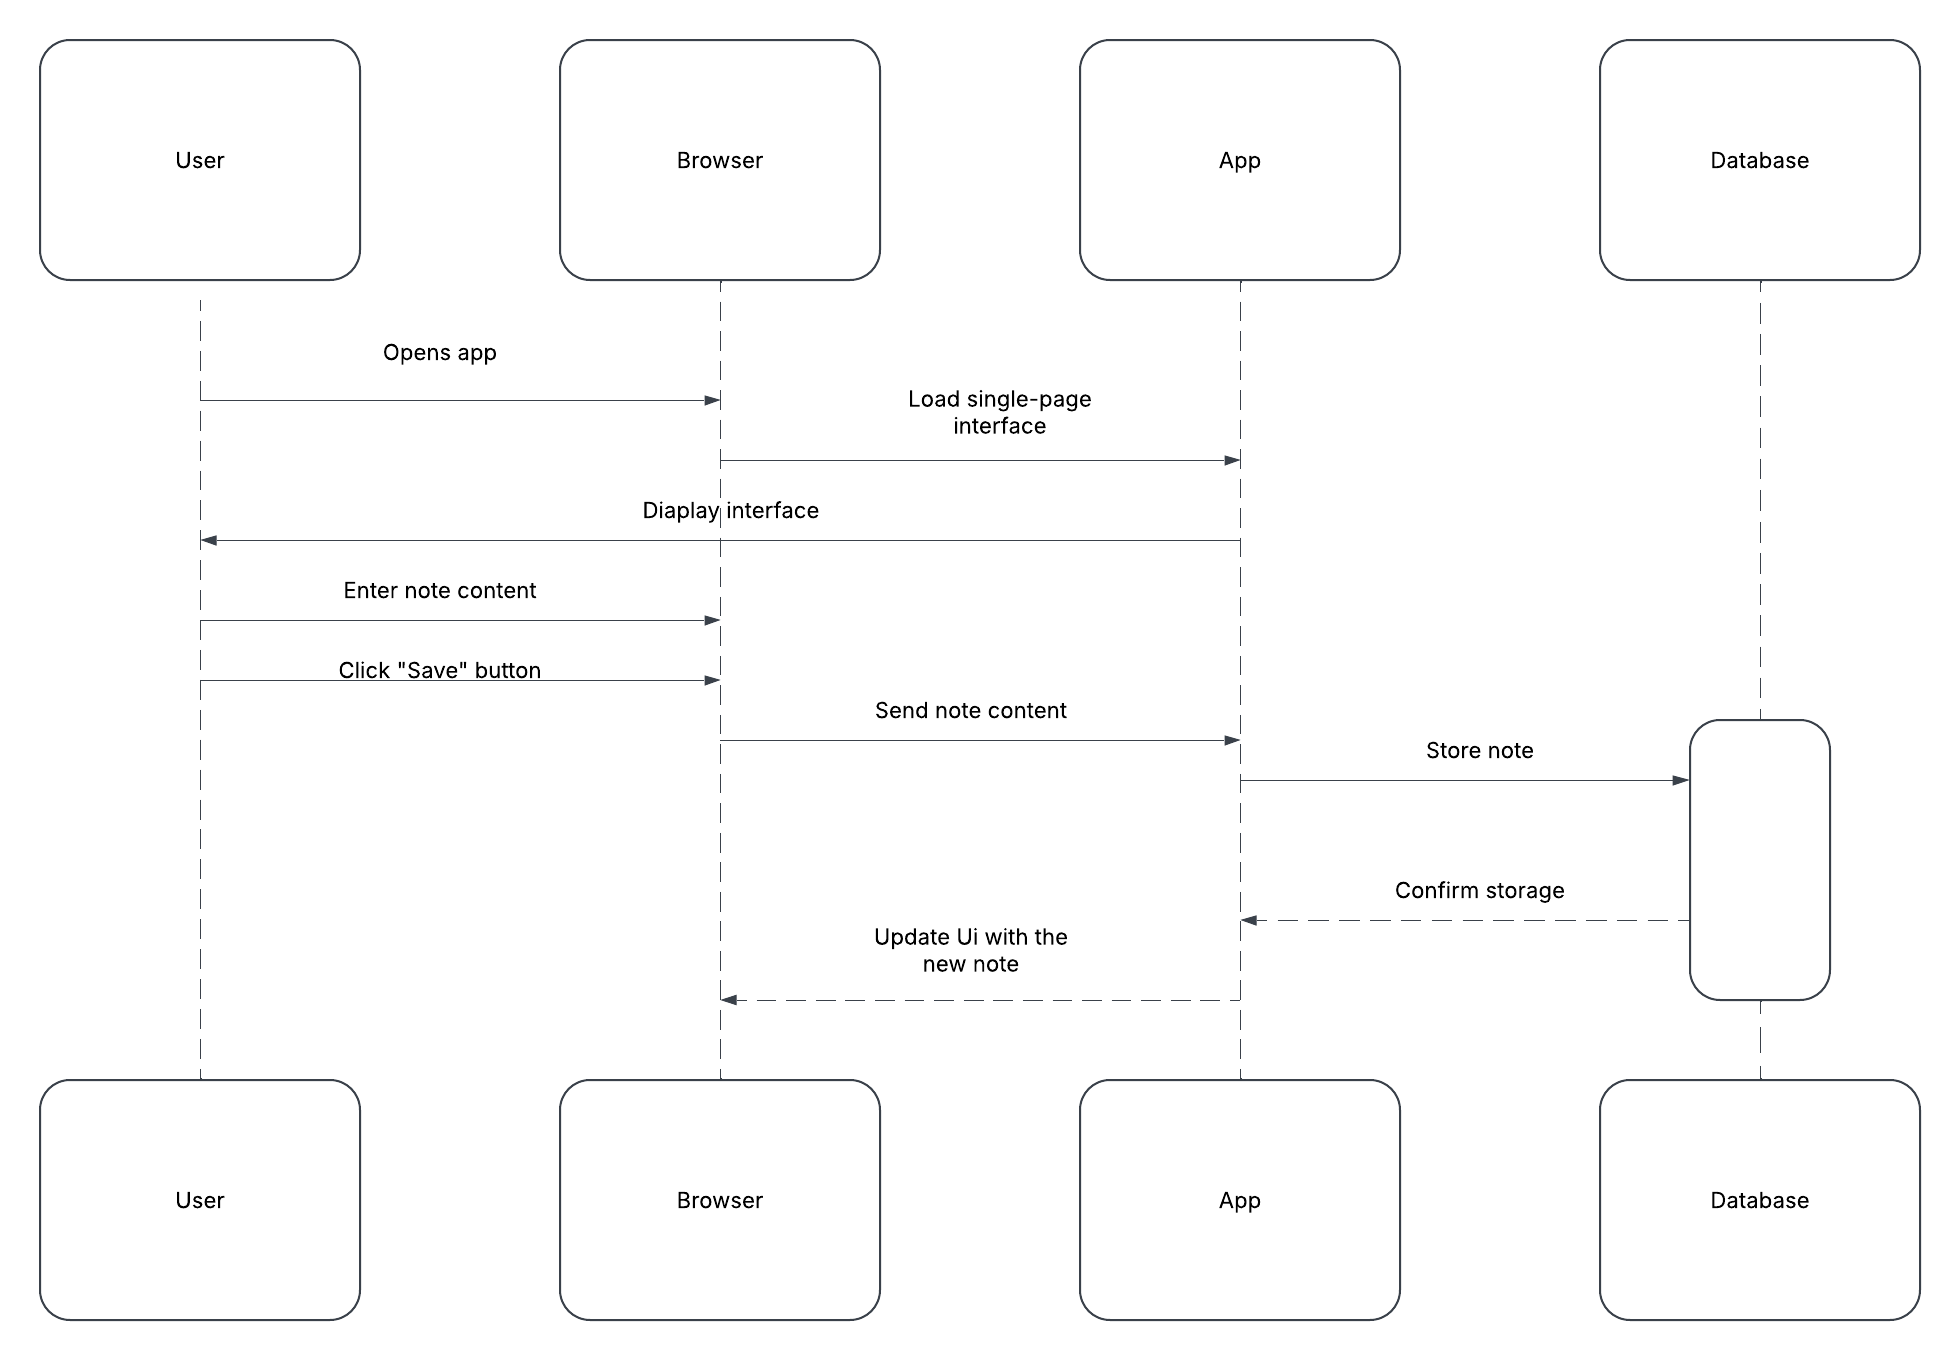 User
Browser
App
Database
Opens app
Load single-page
interface
Diaplay interface
Enter note content
Click "Save" button
Send note content
Store note
Confirm storage
Update Ui with the
new note
User
Browser
App
Database